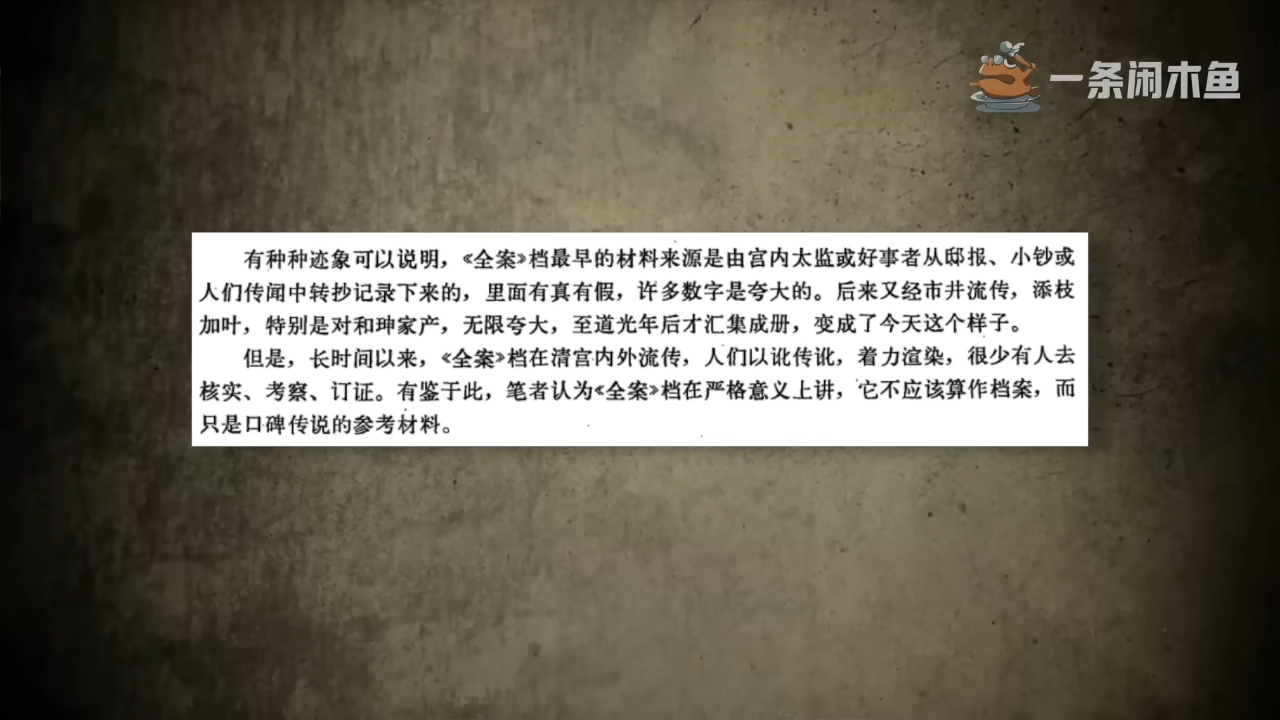 一条闲木鱼
有种种迹象可以说明，《全案》档最早的材料来源是由宫内太监或好事者从邸报、小钞或
人们传闻中转抄记录下来的，里面有真有假，许多数字是夸大的。后来又经市井流传，添枝
加叶，特别是对和珅家产，无限夸大，至道光年后才汇集成册，变成了今天这个样子。
但是，长时间以来，《全案》档在清宫内外流传，人们以讹传讹，着力渲染，很少有人去
核实、考察、订证。有鉴于此，笔者认为《全案》档在严格意义上讲，它不应该算作档案，而
只是口碑传说的参考材料。